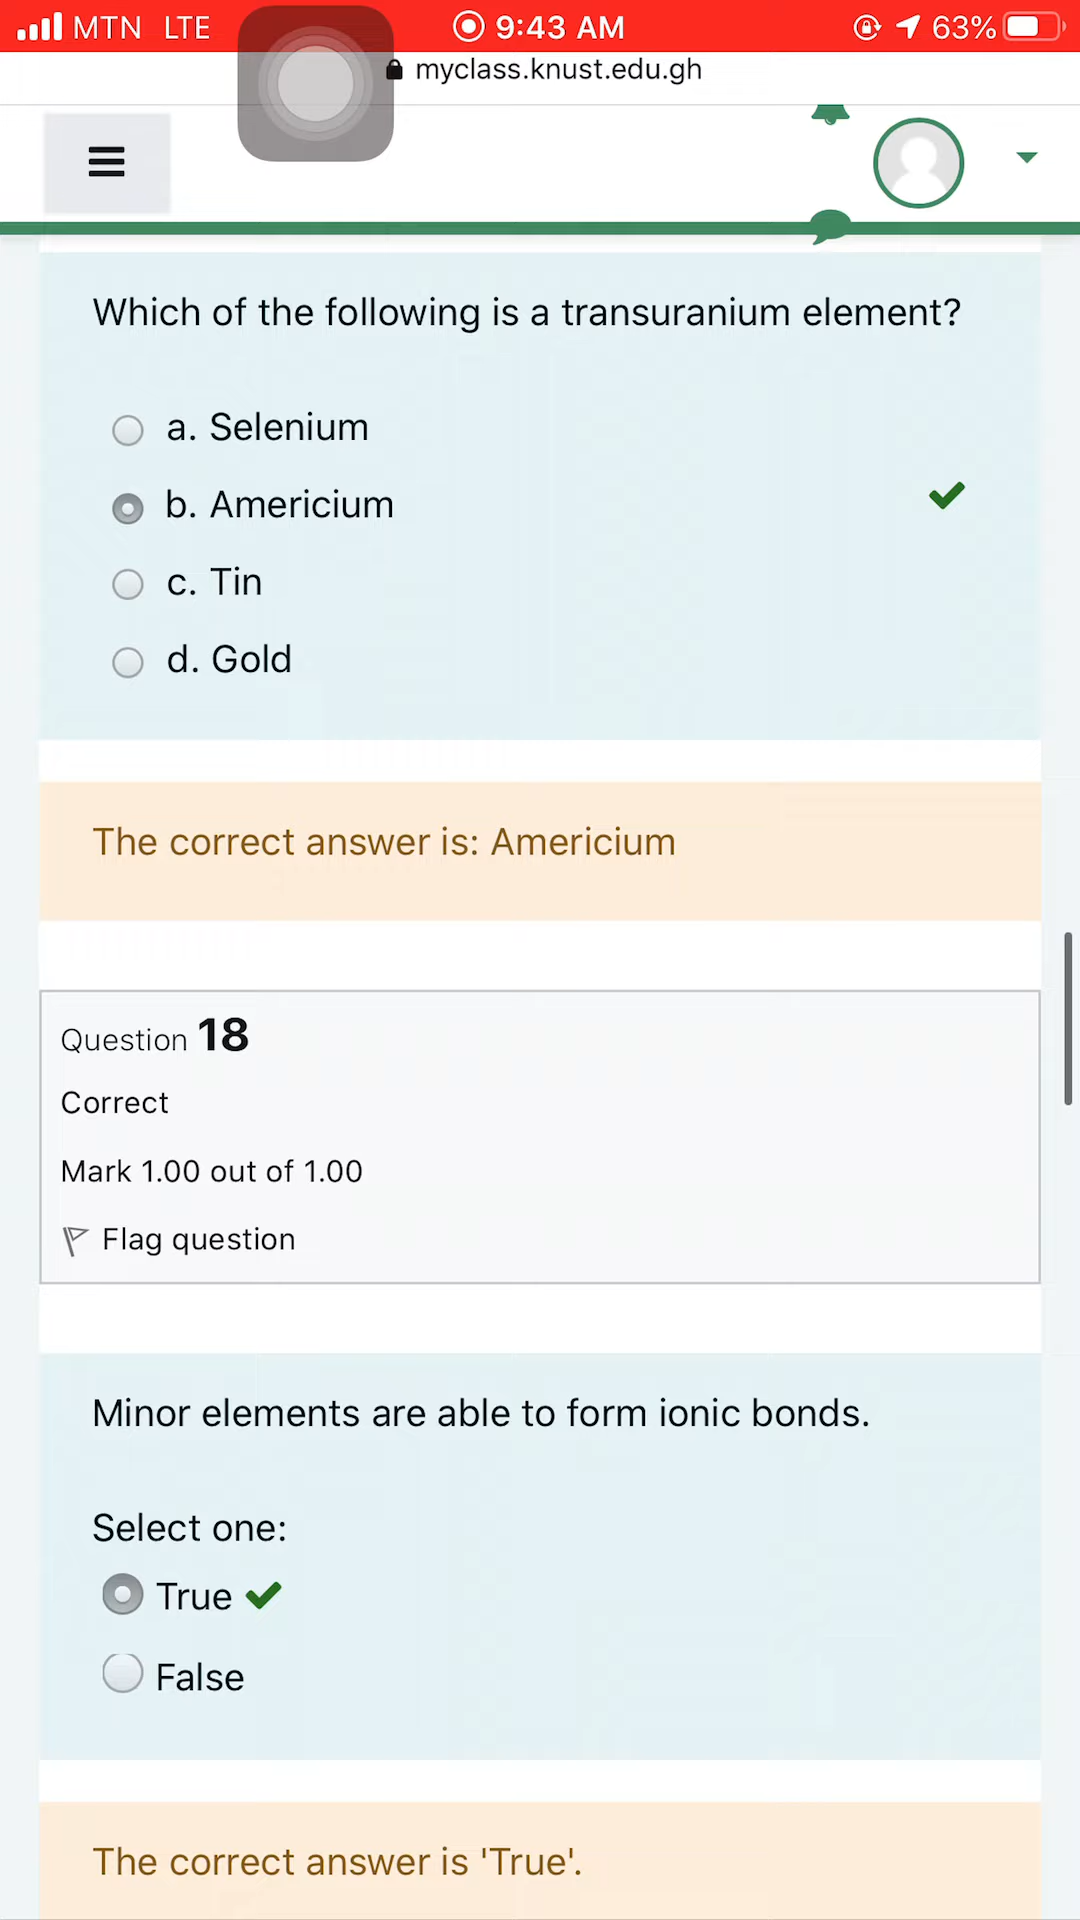 MTN LTE 9:43 AM 63%
myclass.knust.edu.gh
Which of the following is a transuranium element?
a. Selenium
b. Americium
c. Tin
d. Gold
The correct answer is: Americium
Question 18
Correct
Mark 1.00 out of 1.00
Flag question
Minor elements are able to form ionic bonds.
Select one:
True
False
The correct answer is 'True'.